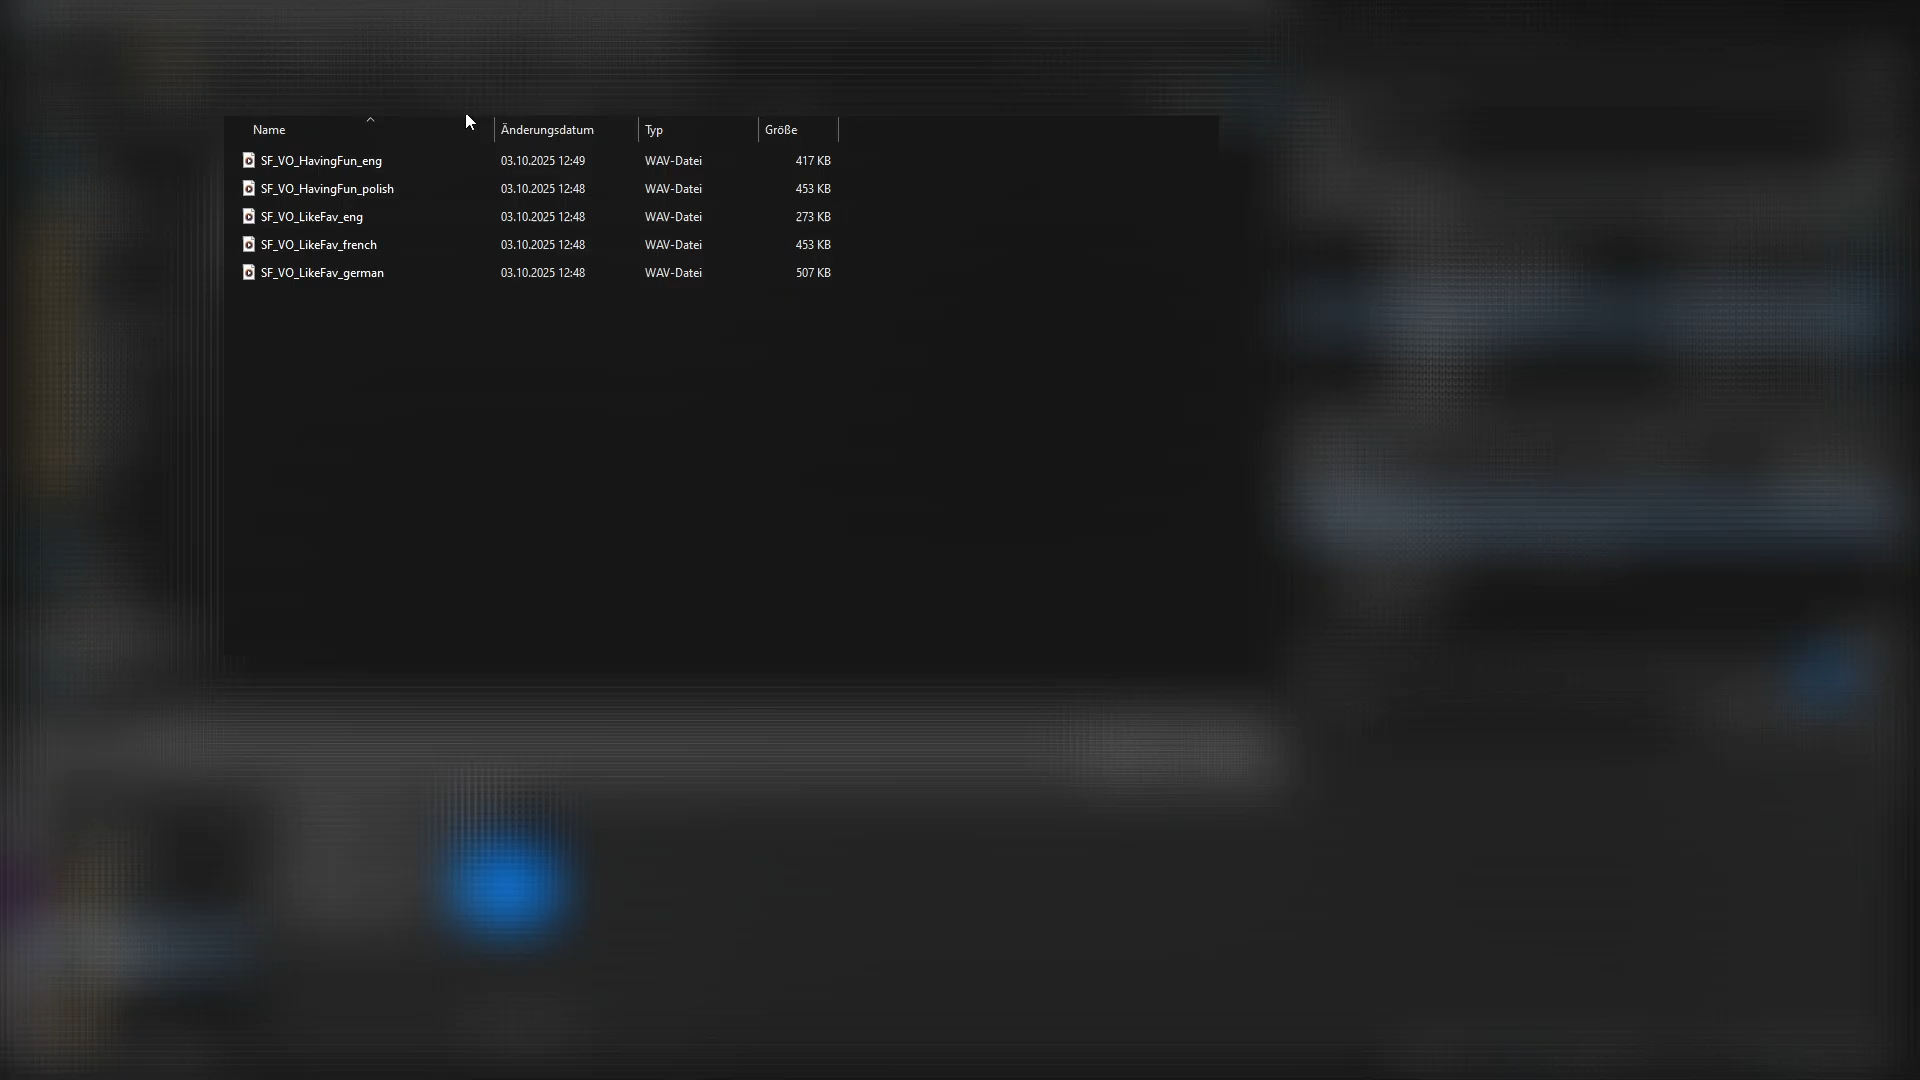 Name Änderungsdatum Typ Größe
SF_VO_HavingFun_eng 03.10.2025 12:49 WAV-Datei 417 KB
SF_VO_HavingFun_polish 03.10.2025 12:48 WAV-Datei 453 KB
SF_VO_LikeFav_eng 03.10.2025 12:48 WAV-Datei 273 KB
SF_VO_LikeFav_french 03.10.2025 12:48 WAV-Datei 453 KB
SF_VO_LikeFav_german 03.10.2025 12:48 WAV-Datei 507 KB